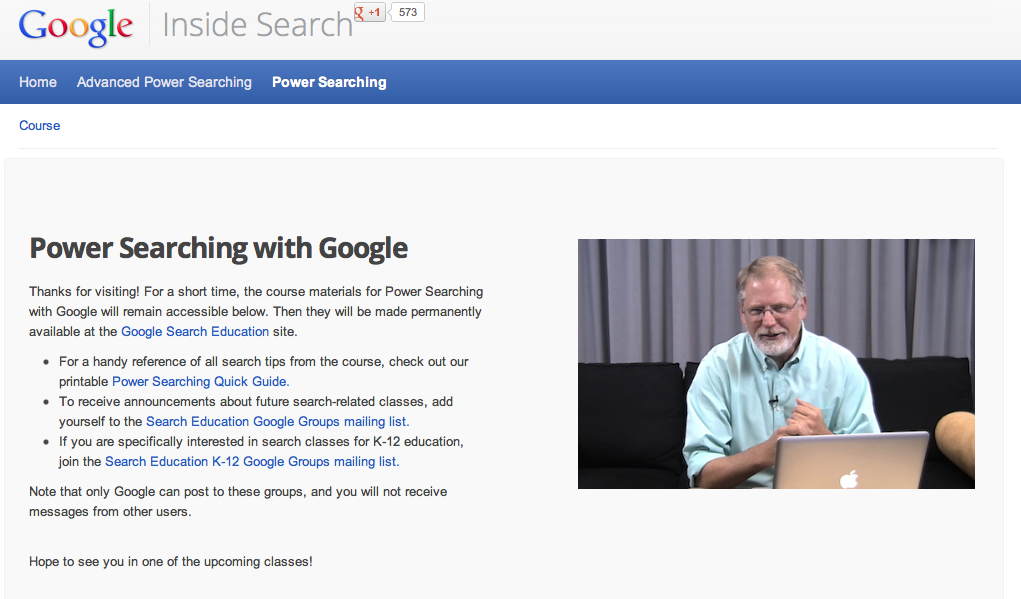 Google Inside Search +1 573
Home Advanced Power Searching Power Searching
Course
Power Searching with Google
Thanks for visiting! For a short time, the course materials for Power Searching
with Google will remain accessible below. Then they will be made permanently
available at the Google Search Education site.
• For a handy reference of all search tips from the course, check out our
printable Power Searching Quick Guide.
• To receive announcements about future search-related classes, add
yourself to the Search Education Google Groups mailing list.
• If you are specifically interested in search classes for K-12 education,
join the Search Education K-12 Google Groups mailing list.
Note that only Google can post to these groups, and you will not receive
messages from other users.
Hope to see you in one of the upcoming classes!